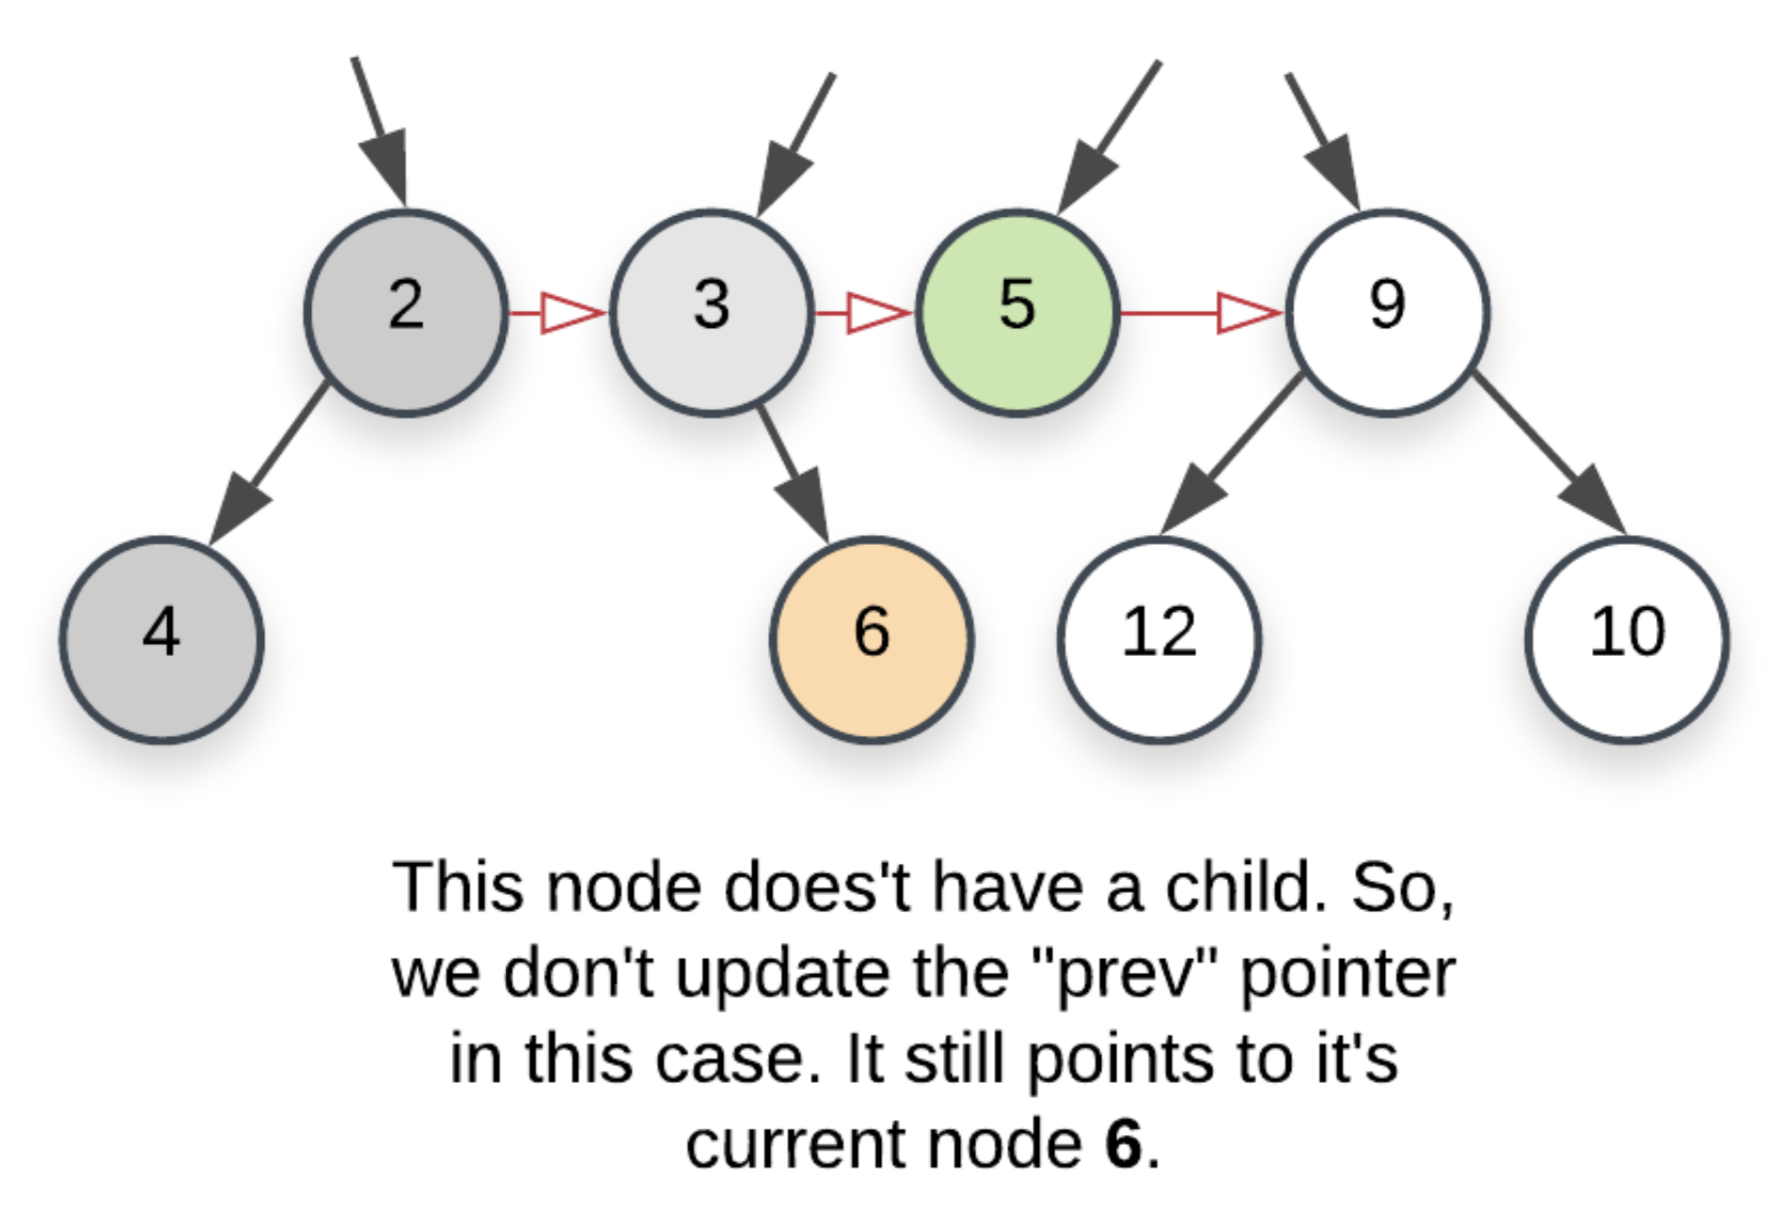 2 3 5 9
4 6 12 10
This node does't have a child. So,
we don't update the "prev" pointer
in this case. It still points to it's
current node 6.